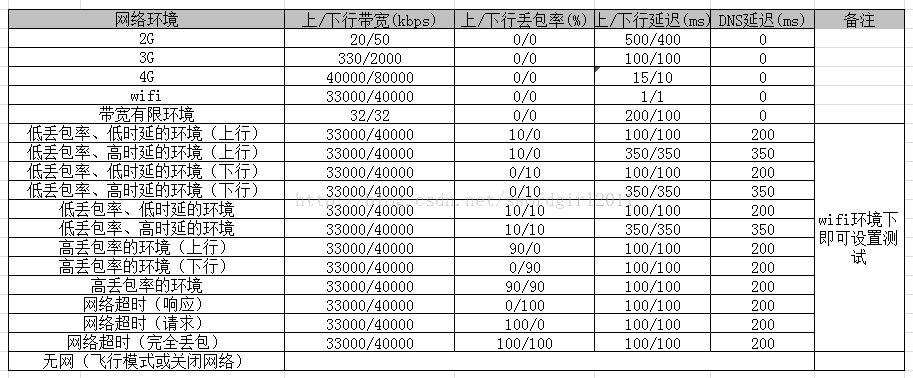 网络环境 上/下行带宽(kbps) 上/下行丢包率(%) 上/下行延迟(ms) DNS延迟(ms) 备注
2G 20/50 0/0 500/400 0
3G 330/2000 0/0 100/100 0
4G 40000/80000 0/0 15/10 0
wifi 33000/40000 0/0 1/1 0
带宽有限环境 32/32 0/0 200/100 0
低丢包率、低时延的环境（上行） 33000/40000 10/0 100/100 200
低丢包率、高时延的环境（上行） 33000/40000 10/0 350/350 350
低丢包率、低时延的环境（下行） 33000/40000 0/10 100/100 200
低丢包率、高时延的环境（下行） 33000/40000 0/10 350/350 350
低丢包率、低时延的环境 33000/40000 10/10 100/100 200
低丢包率、高时延的环境 33000/40000 10/10 350/350 350
高丢包率的环境（上行） 33000/40000 90/0 100/100 200
高丢包率的环境（下行） 33000/40000 0/90 100/100 200
高丢包率的环境 33000/40000 90/90 100/100 200
网络超时（响应） 33000/40000 0/100 100/100 200
网络超时（请求） 33000/40000 100/0 100/100 200
网络超时（完全丢包） 33000/40000 100/100 100/100 200
无网（飞行模式或关闭网络）
wifi环境下
即可设置测
试